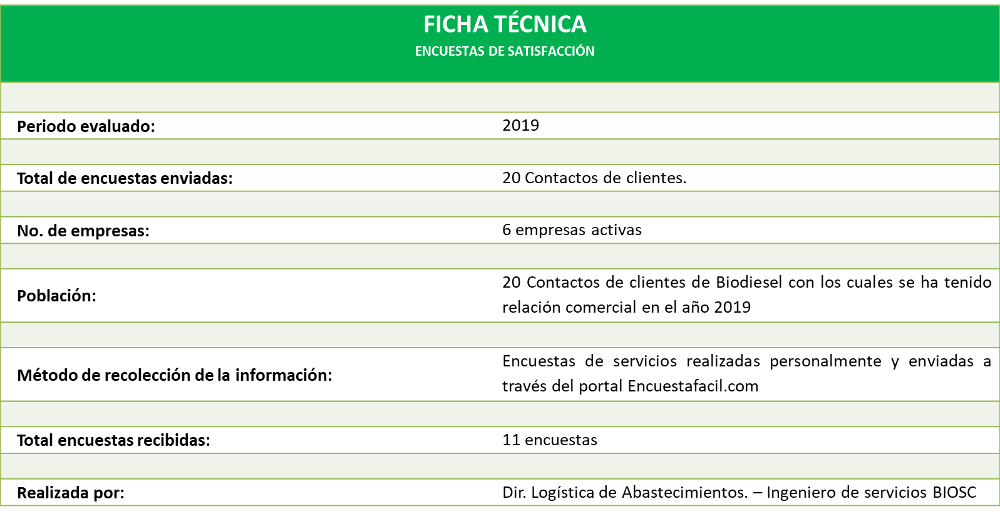 FICHA TÉCNICA
ENCUESTAS DE SATISFACCIÓN
Periodo evaluado:
2019
Total de encuestas enviadas:
20 Contactos de clientes.
No. de empresas:
6 empresas activas
Población:
20 Contactos de clientes de Biodiesel con los cuales se ha tenido
relación comercial en el año 2019
Método de recolección de la información:
Encuestas de servicios realizadas personalmente y enviadas a
través del portal Encuestafacil.com
Total encuestas recibidas:
11 encuestas
Realizada por:
Dir. Logística de Abastecimientos. – Ingeniero de servicios BIOSC